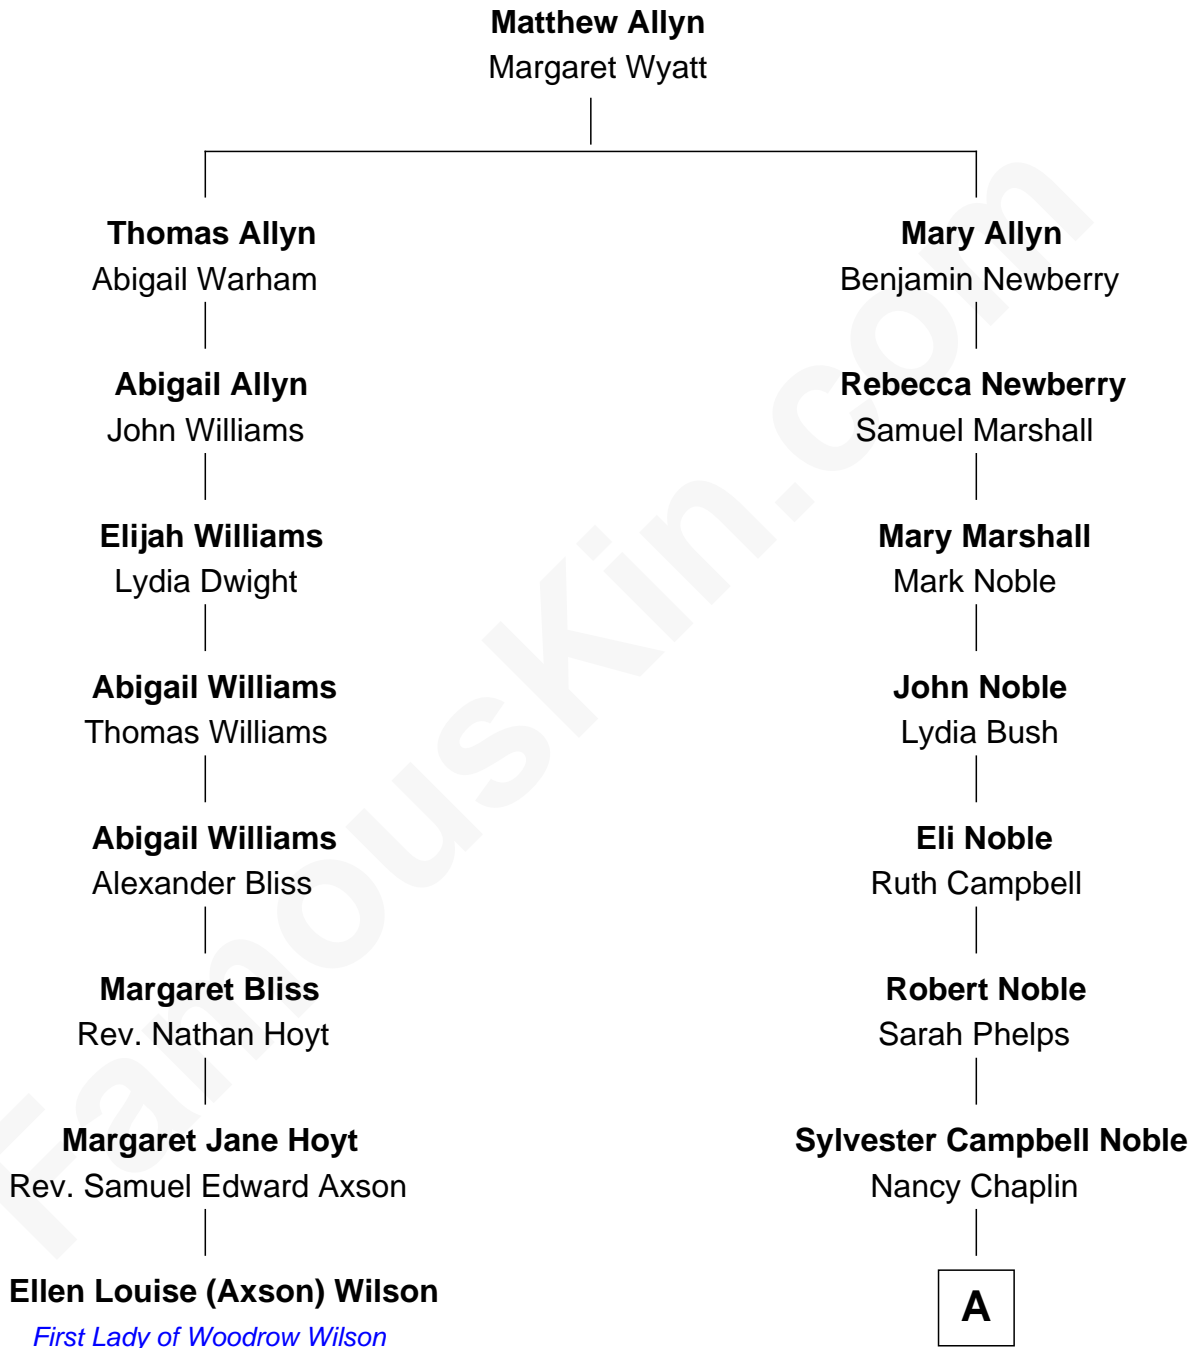 Matthew Allyn
Margaret Wyatt
Thomas Allyn
Abigail Warham
Mary Allyn
Benjamin Newberry
Abigail Allyn
John Williams
Rebecca Newberry
Samuel Marshall
Elijah Williams
Lydia Dwight
Mary Marshall
Mark Noble
Abigail Williams
Thomas Williams
John Noble
Lydia Bush
Abigail Williams
Alexander Bliss
Eli Noble
Ruth Campbell
Margaret Bliss
Rev. Nathan Hoyt
Robert Noble
Sarah Phelps
Margaret Jane Hoyt
Rev. Samuel Edward Axson
Sylvester Campbell Noble
Nancy Chaplin
Ellen Louise (Axson) Wilson
First Lady of Woodrow Wilson
A
FamousKin.com